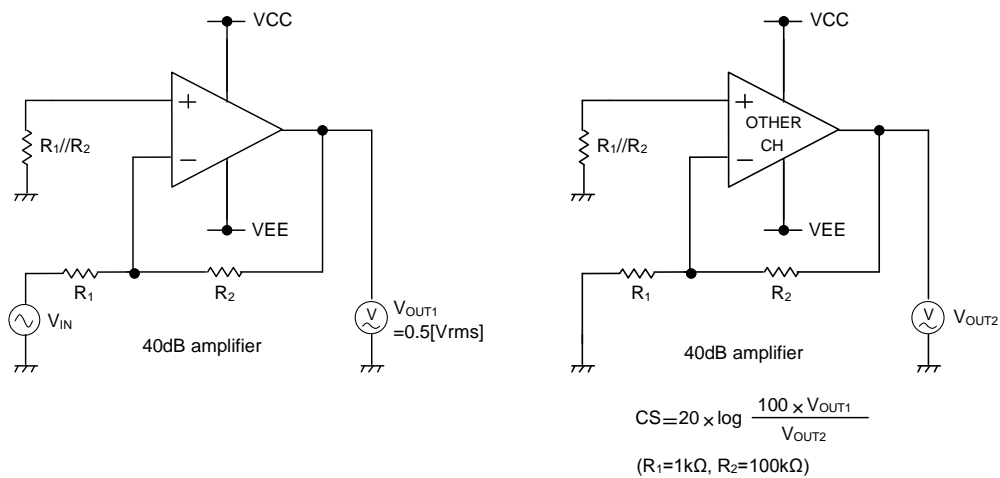 VCC
+
R1//R2
−
VEE
R1
R2
VIN
V
VOUT1
=0.5[Vrms]
40dB amplifier
VCC
+
OTHER
CH
R1//R2
−
VEE
R1
R2
V
VOUT2
40dB amplifier
CS=20×log 100×VOUT1
VOUT2
(R1=1kΩ, R2=100kΩ)